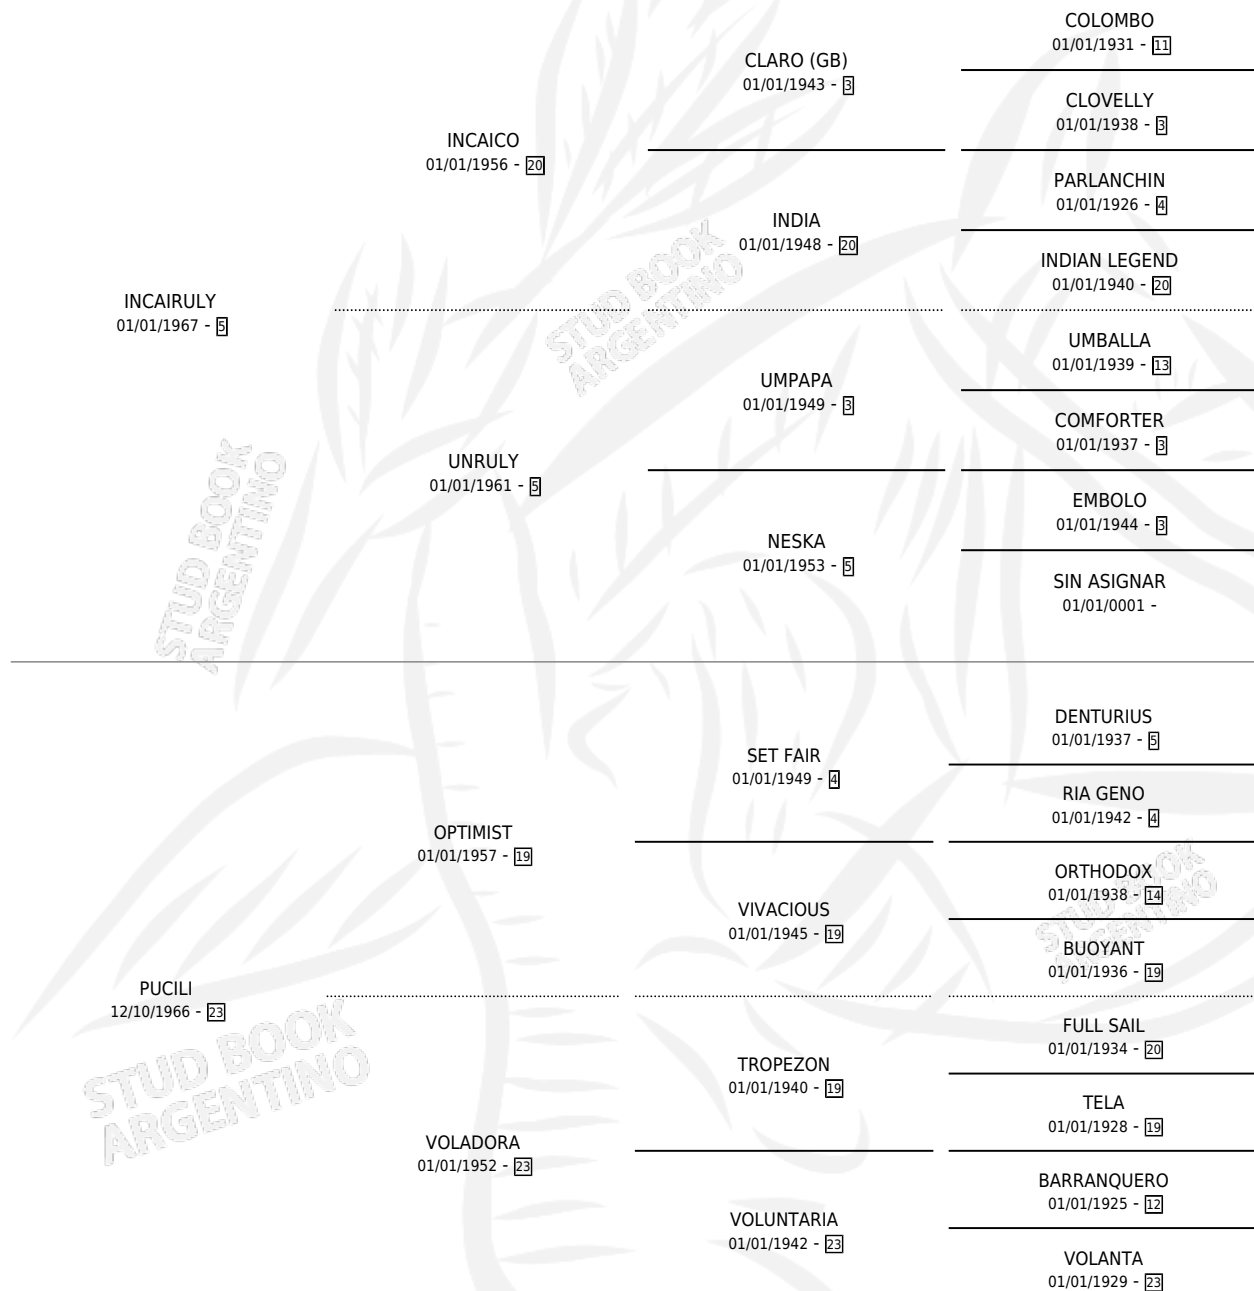 COLOMBO
01/01/1931 - 11
CLARO (GB)
01/01/1943 - 3
CLOVELLY
01/01/1938 - 3
INCAICO
01/01/1956 - 20
PARLANCHIN
01/01/1926 - 4
INDIA
01/01/1948 - 20
INDIAN LEGEND
01/01/1940 - 20
INCAIRULY
01/01/1967 - 5
UMBALLA
01/01/1939 - 13
UMPAPA
01/01/1949 - 3
COMFORTER
01/01/1937 - 3
UNRULY
01/01/1961 - 5
EMBOLO
01/01/1944 - 3
NESKA
01/01/1953 - 5
SIN ASIGNAR
01/01/0001 -
DENTURIUS
01/01/1937 - 5
SET FAIR
01/01/1949 - 4
RIA GENO
01/01/1942 - 4
OPTIMIST
01/01/1957 - 19
ORTHODOX
01/01/1938 - 14
VIVACIOUS
01/01/1945 - 19
BUOYANT
01/01/1936 - 19
PUCILI
12/10/1966 - 23
FULL SAIL
01/01/1934 - 20
TROPEZON
01/01/1940 - 19
TELA
01/01/1928 - 19
VOLADORA
01/01/1952 - 23
BARRANQUERO
01/01/1925 - 12
VOLUNTARIA
01/01/1942 - 23
VOLANTA
01/01/1929 - 23
STUD BOOK
ARGENTINO
STUD BOOK
ARGENTINO
STUD BOOK
ARGENTINO
STUD BOOK
ARGENTINO